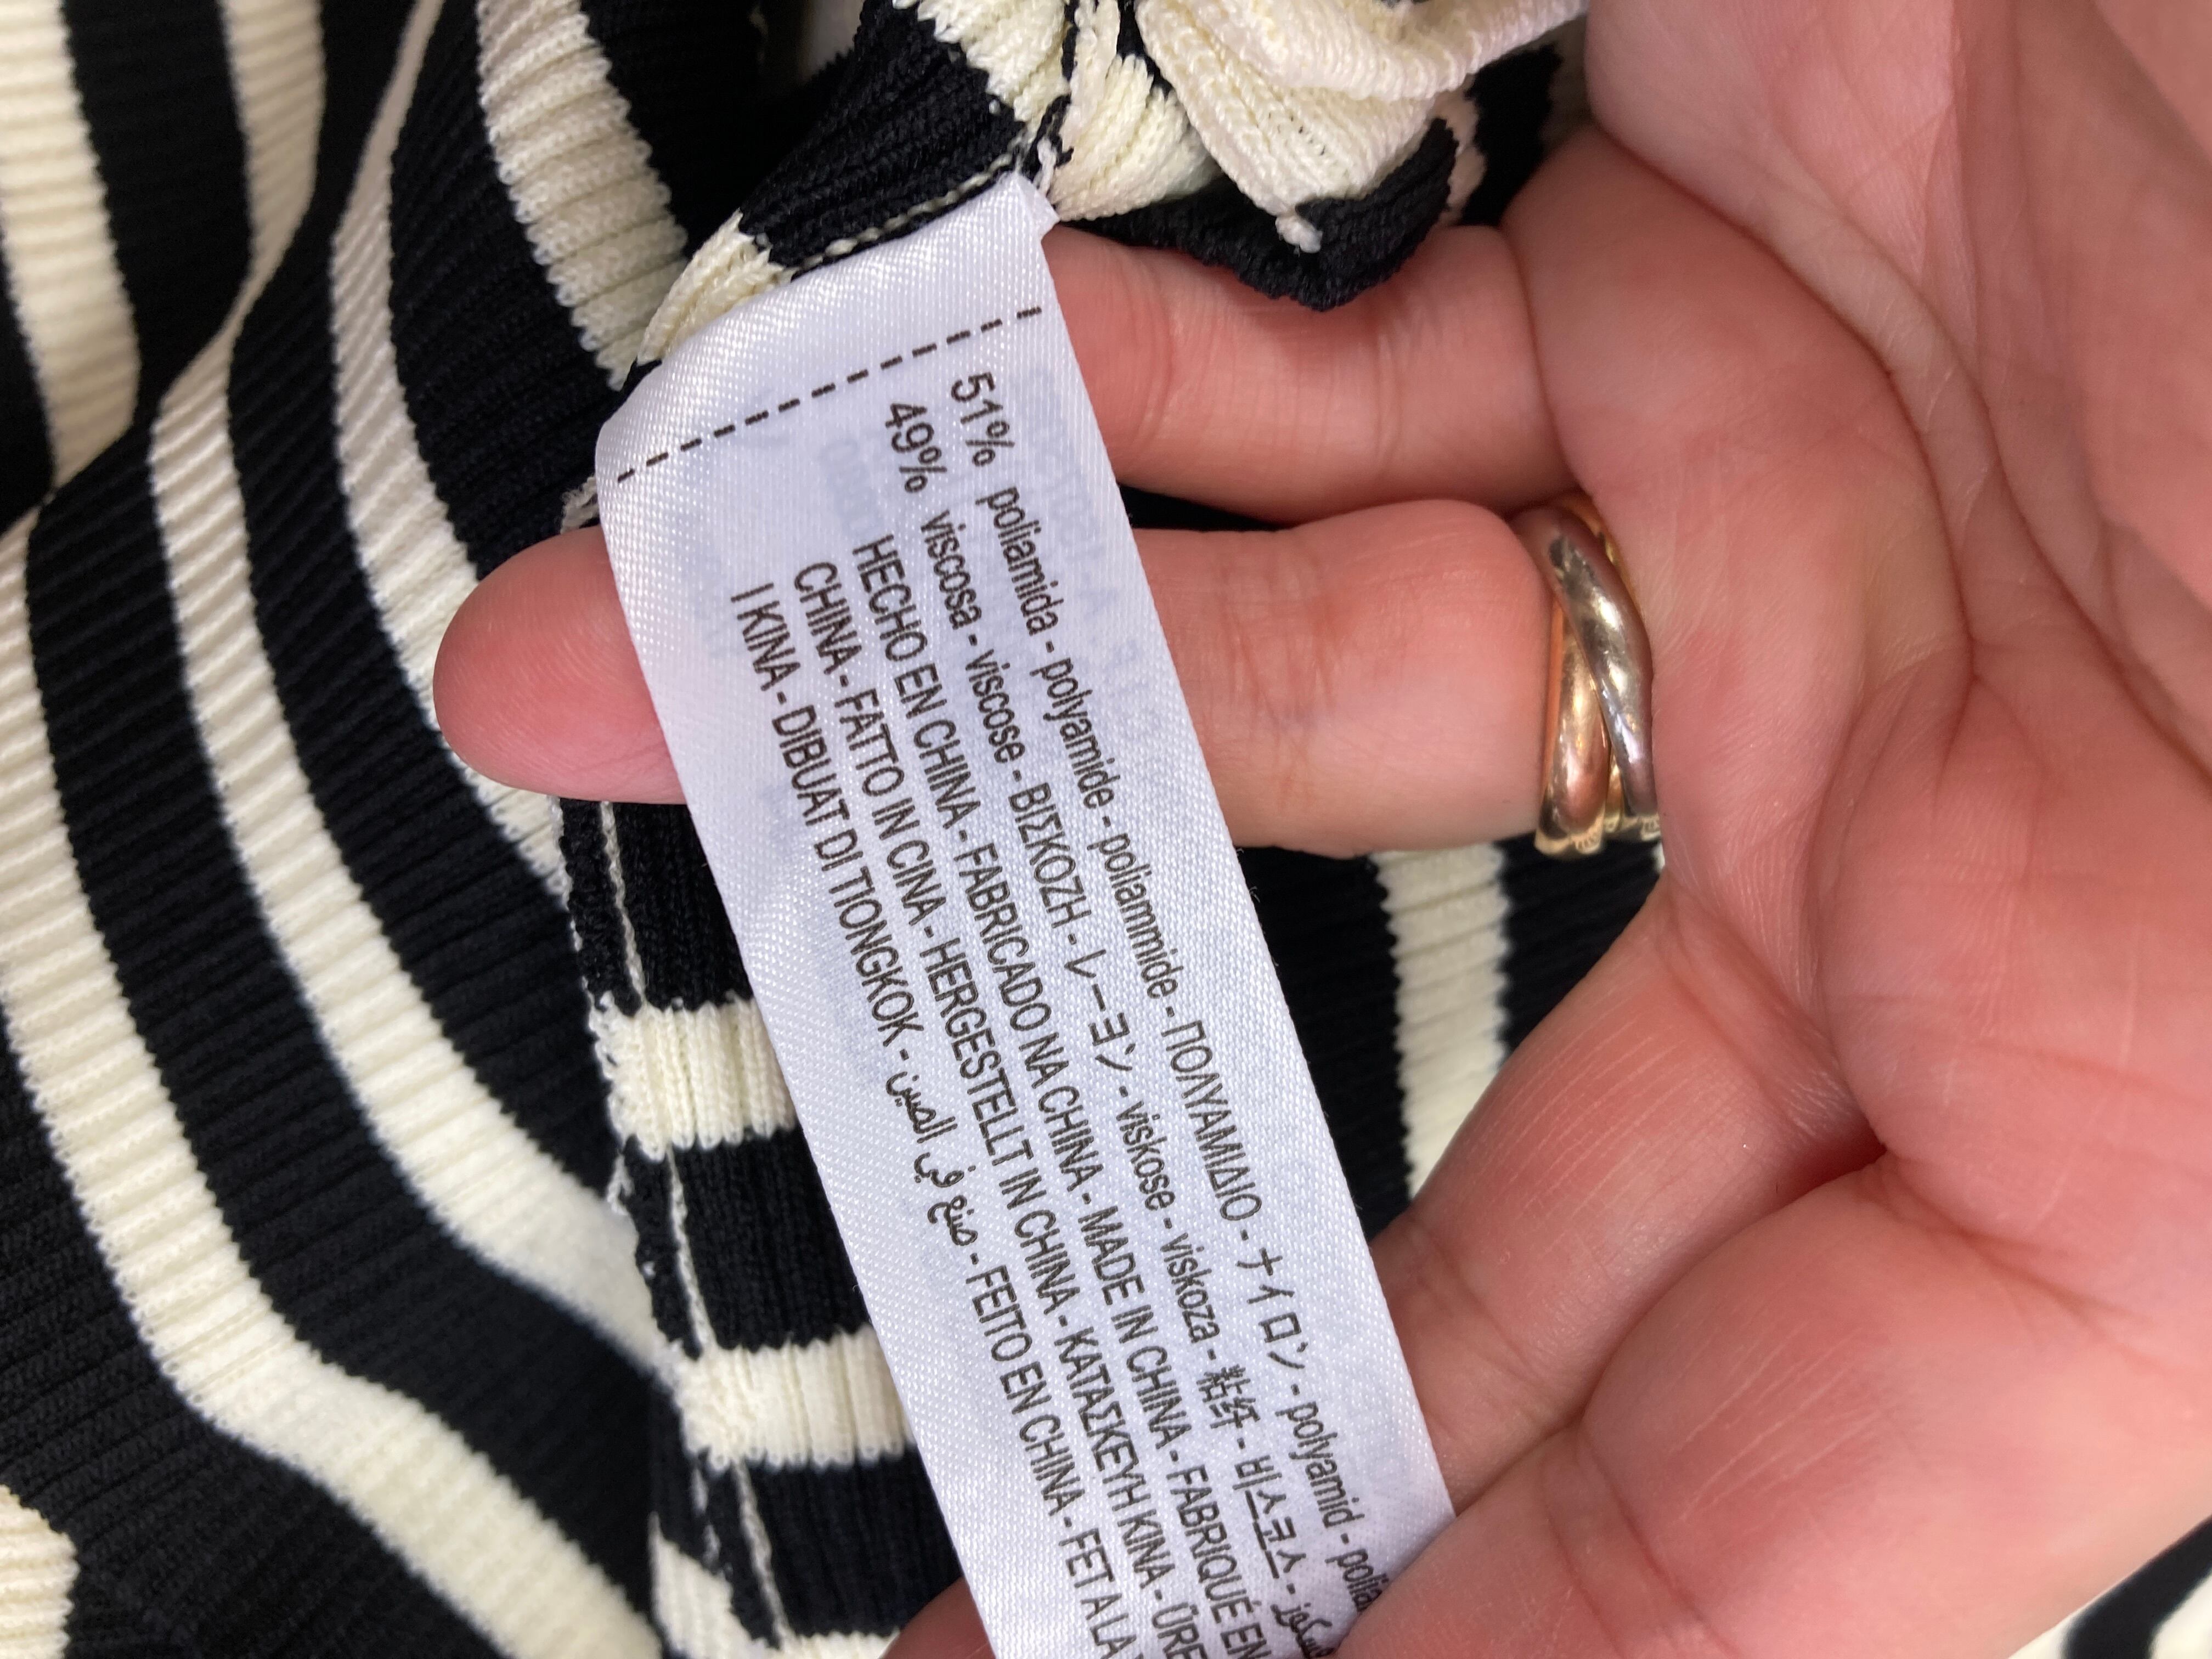 51% poliamida - polyamide - poliammide - ΠΟΛΥΑΜΙΔΙΟ - ナイロン - polyamid -
49% viscosa - viscose - ΒΙΣΚΟΖΗ - レーヨン - viskose - viskoza - 粘纤 - 비스코스 -
HECHO EN CHINA - FABRICADO NA CHINA - MADE IN CHINA - FABRIQUÉ EN
CHINA - FATTO IN CINA - HERGESTELLT IN CHINA - ΚΑΤΑΣΚΕΥΗ ΚΙΝΑ -
I KINA - DIBUAT DI TIONGKOK - صنع في الصين - FEITO EN CHINA - FET A LA